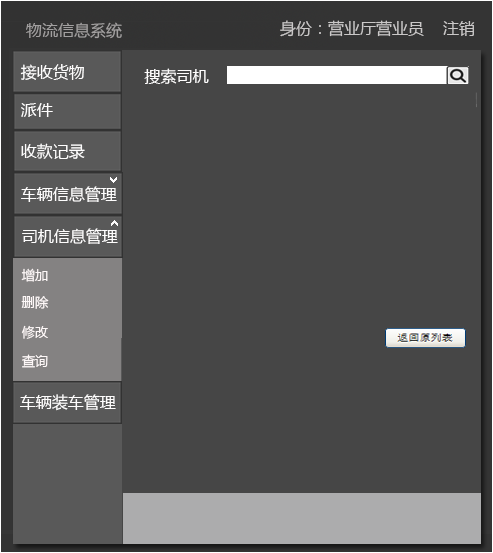 物流信息系统
身份：营业厅营业员 注销
接收货物
派件
收款记录
车辆信息管理
司机信息管理
增加
删除
修改
查询
车辆装车管理
搜索司机
返回原列表